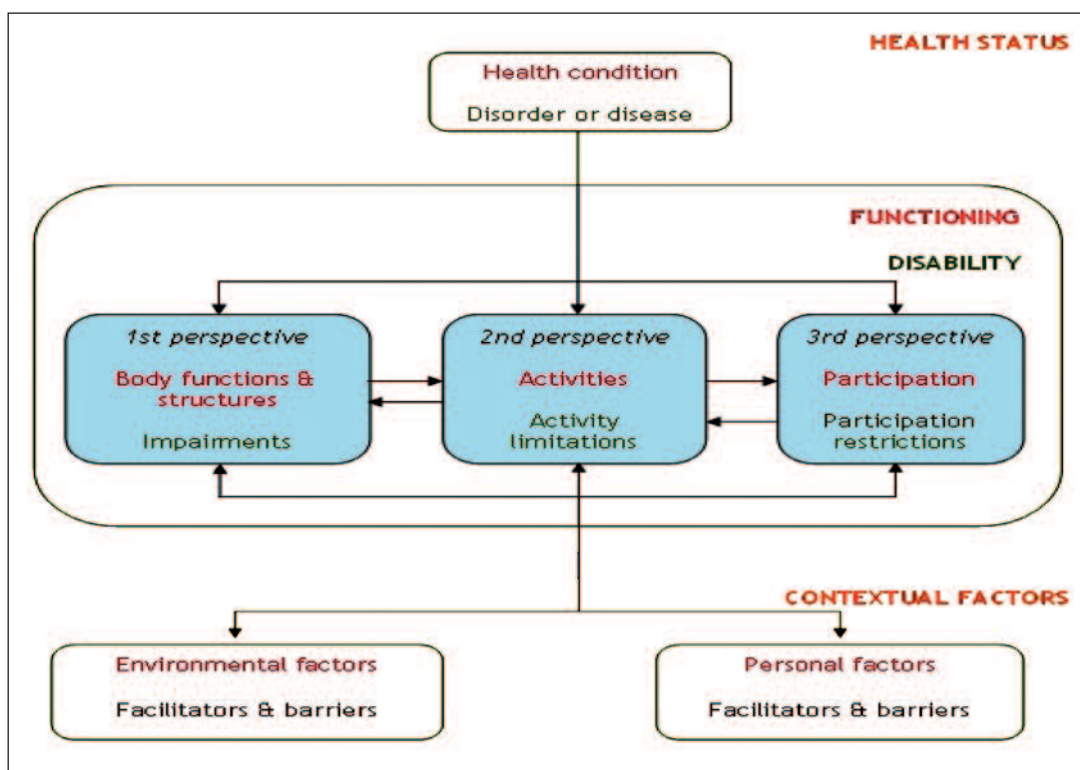 HEALTH STATUS
Health condition
Disorder or disease
FUNCTIONING
DISABILITY
1st perspective
Body functions &
structures
Impairments
2nd perspective
Activities
Activity
limitations
3rd perspective
Participation
Participation
restrictions
CONTEXTUAL FACTORS
Environmental factors
Facilitators & barriers
Personal factors
Facilitators & barriers